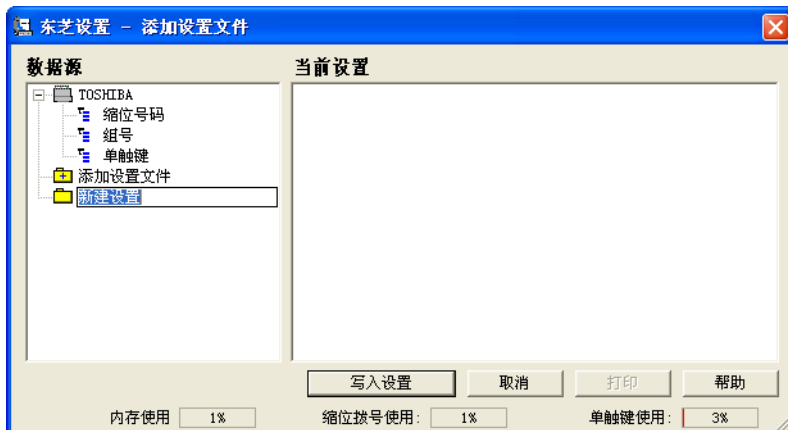 东芝设置 - 添加设置文件
数据源 当前设置
TOSHIBA
缩位号码
组号
单触键
添加设置文件
新建设置
写入设置 取消 打印 帮助
内存使用 1% 缩位拨号使用: 1% 单触键使用: 3%